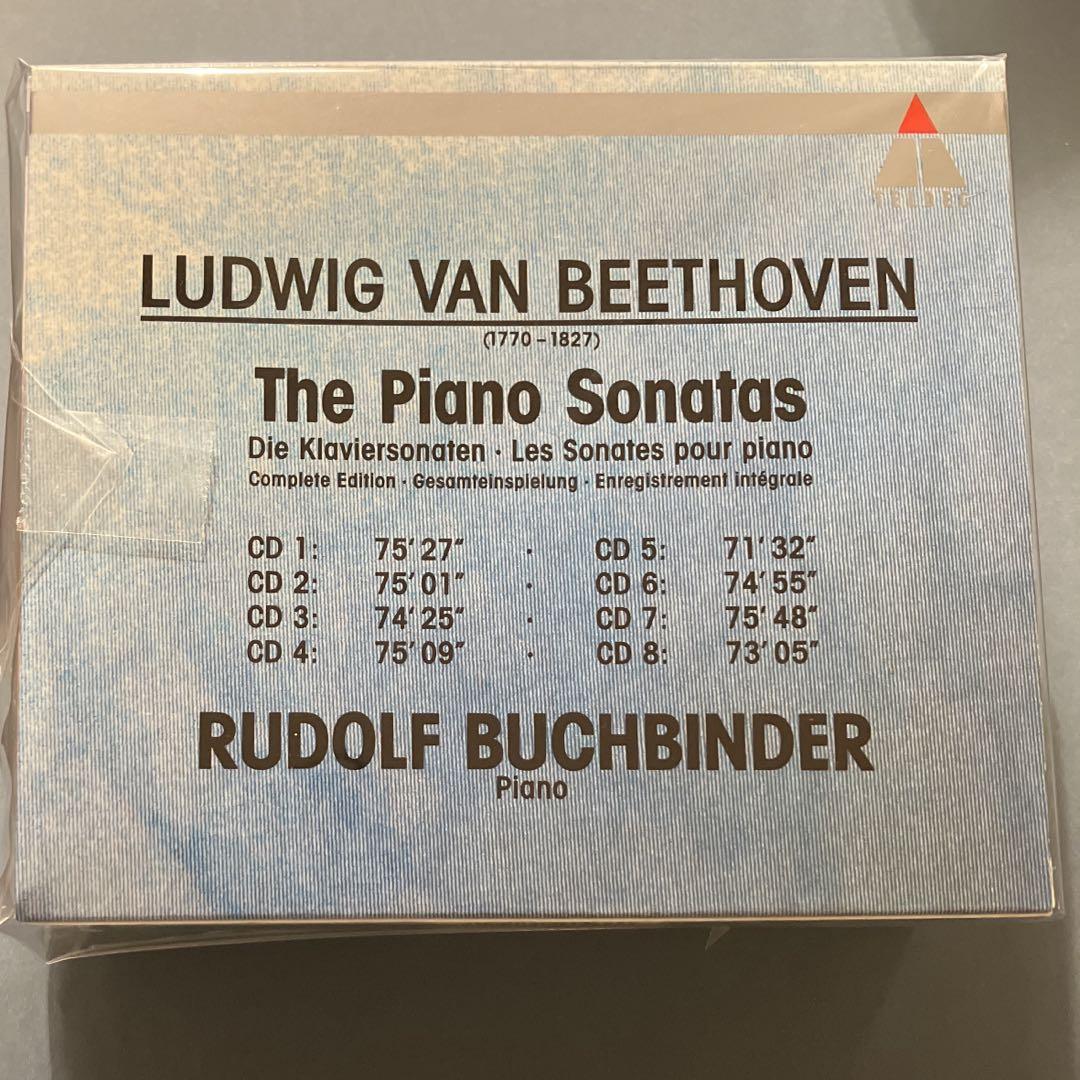 TELDEC
LUDWIG VAN BEETHOVEN
(1770 – 1827)
The Piano Sonatas
Die Klaviersonaten · Les Sonates pour piano
Complete Edition · Gesamteinspielung · Enregistrement intégrale
CD 1: 75′ 27″ · CD 5: 71′ 32″
CD 2: 75′ 01″ · CD 6: 74′ 55″
CD 3: 74′ 25″ · CD 7: 75′ 48″
CD 4: 75′ 09″ · CD 8: 73′ 05″
RUDOLF BUCHBINDER
Piano